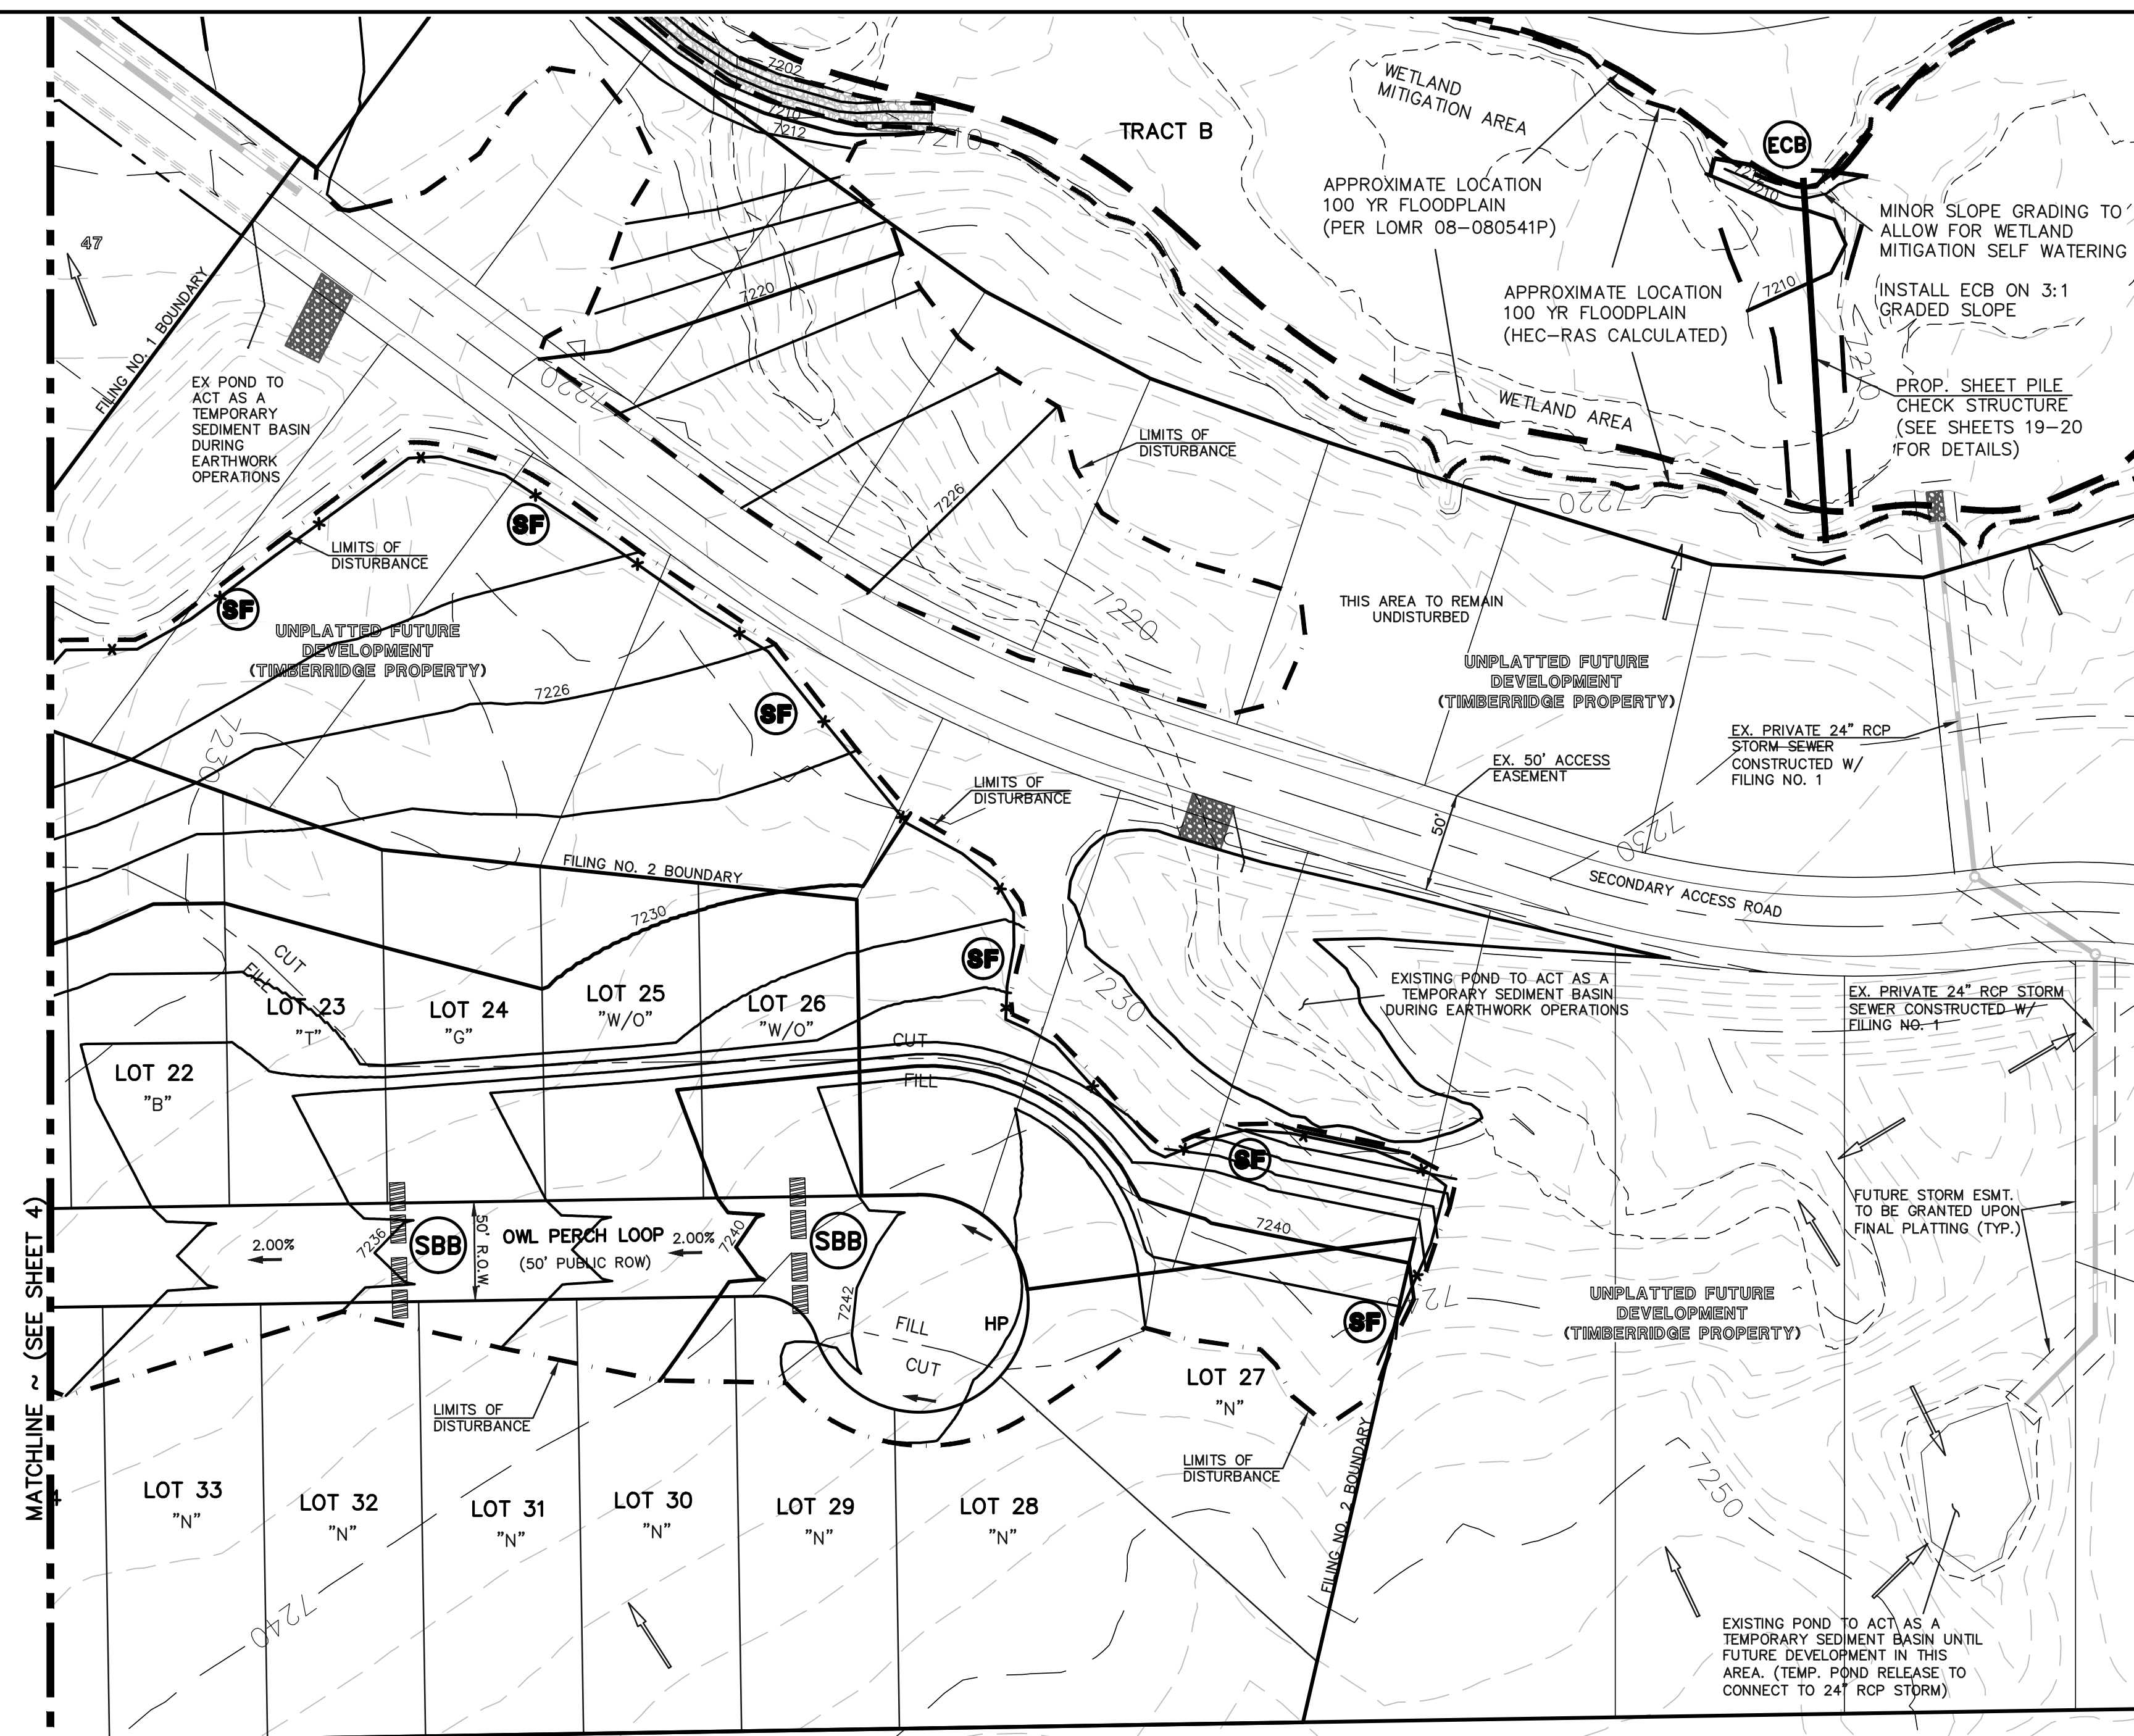 7202
7210
7212
7210
TRACT B
WETLAND
MITIGATION AREA
ECB
7210
APPROXIMATE LOCATION
100 YR FLOODPLAIN
(PER LOMR 08-080541P)
MINOR SLOPE GRADING TO
ALLOW FOR WETLAND
MITIGATION SELF WATERING
INSTALL ECB ON 3:1
GRADED SLOPE
47
FILING NO. 1 BOUNDARY
7220
7210
APPROXIMATE LOCATION
100 YR FLOODPLAIN
(HEC-RAS CALCULATED)
7210
EX POND TO
ACT AS A
TEMPORARY
SEDIMENT BASIN
DURING
EARTHWORK
OPERATIONS
7220
PROP. SHEET PILE
CHECK STRUCTURE
(SEE SHEETS 19-20
FOR DETAILS)
WETLAND AREA
LIMITS OF
DISTURBANCE
7226
7220
SF
LIMITS OF
DISTURBANCE
SF
7220
THIS AREA TO REMAIN
UNDISTURBED
UNPLATTED FUTURE
DEVELOPMENT
(TIMBERRIDGE PROPERTY)
UNPLATTED FUTURE
DEVELOPMENT
(TIMBERRIDGE PROPERTY)
7226
SF
7230
EX. PRIVATE 24" RCP
STORM SEWER
CONSTRUCTED W/
FILING NO. 1
EX. 50' ACCESS
EASEMENT
LIMITS OF
DISTURBANCE
50'
7250
FILING NO. 2 BOUNDARY
SECONDARY ACCESS ROAD
7230
CUT
FILL
SF
7230
EXISTING POND TO ACT AS A
TEMPORARY SEDIMENT BASIN
DURING EARTHWORK OPERATIONS
EX. PRIVATE 24" RCP STORM
SEWER CONSTRUCTED W/
FILING NO. 1
LOT 23
"T"
LOT 24
"G"
LOT 25
"W/O"
LOT 26
"W/O"
CUT
FILL
LOT 22
"B"
SF
FUTURE STORM ESMT.
TO BE GRANTED UPON
FINAL PLATTING (TYP.)
7240
2.00%
7236
SBB
50' R.O.W.
OWL PERCH LOOP
(50' PUBLIC ROW)
2.00%
7240
SBB
7242
FILL
CUT
HP
SF
UNPLATTED FUTURE
DEVELOPMENT
(TIMBERRIDGE PROPERTY)
LOT 27
"N"
LIMITS OF
DISTURBANCE
LIMITS OF
DISTURBANCE
MATCHLINE ~ (SEE SHEET 4)
LOT 33
"N"
LOT 32
"N"
LOT 31
"N"
LOT 30
"N"
LOT 29
"N"
LOT 28
"N"
FILING NO. 2 BOUNDARY
7250
7240
EXISTING POND TO ACT AS A
TEMPORARY SEDIMENT BASIN UNTIL
FUTURE DEVELOPMENT IN THIS
AREA. (TEMP. POND RELEASE TO
CONNECT TO 24" RCP STORM)